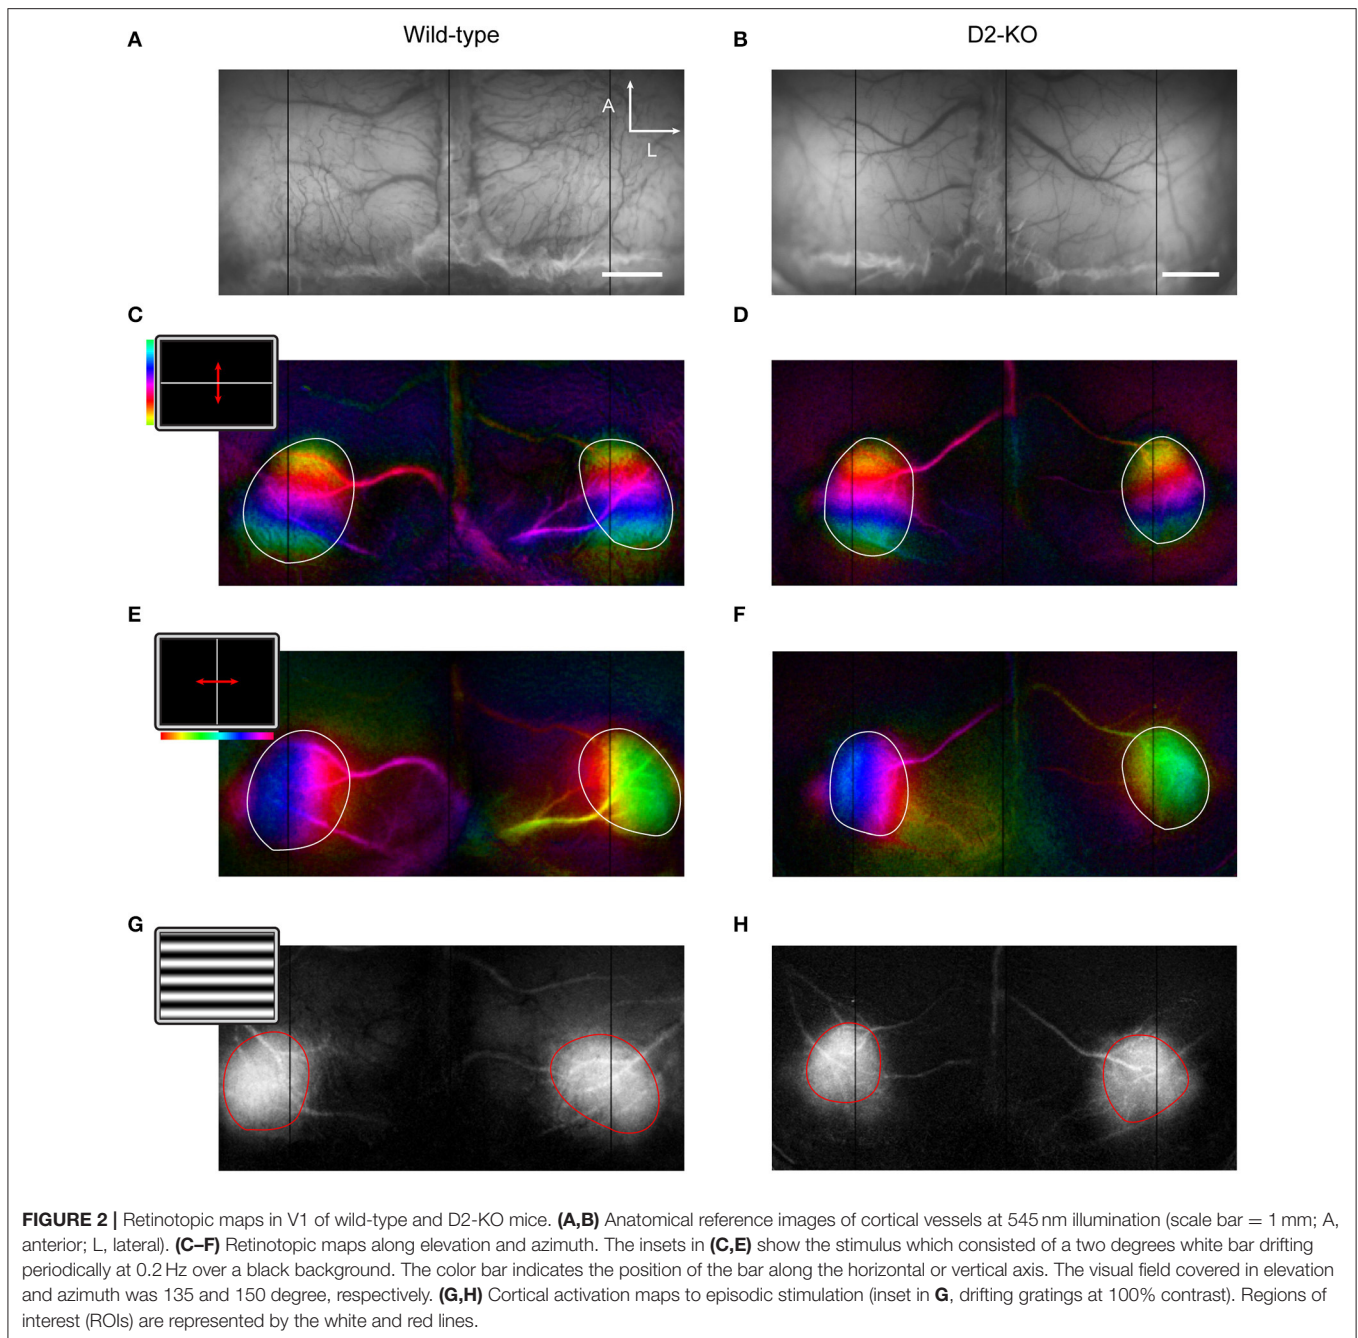 A
Wild-type
B
D2-KO
A
L
C
D
E
F
G
H
FIGURE 2 | Retinotopic maps in V1 of wild-type and D2-KO mice. (A,B) Anatomical reference images of cortical vessels at 545 nm illumination (scale bar = 1 mm; A,
anterior; L, lateral). (C–F) Retinotopic maps along elevation and azimuth. The insets in (C,E) show the stimulus which consisted of a two degrees white bar drifting
periodically at 0.2 Hz over a black background. The color bar indicates the position of the bar along the horizontal or vertical axis. The visual field covered in elevation
and azimuth was 135 and 150 degree, respectively. (G,H) Cortical activation maps to episodic stimulation (inset in G, drifting gratings at 100% contrast). Regions of
interest (ROIs) are represented by the white and red lines.